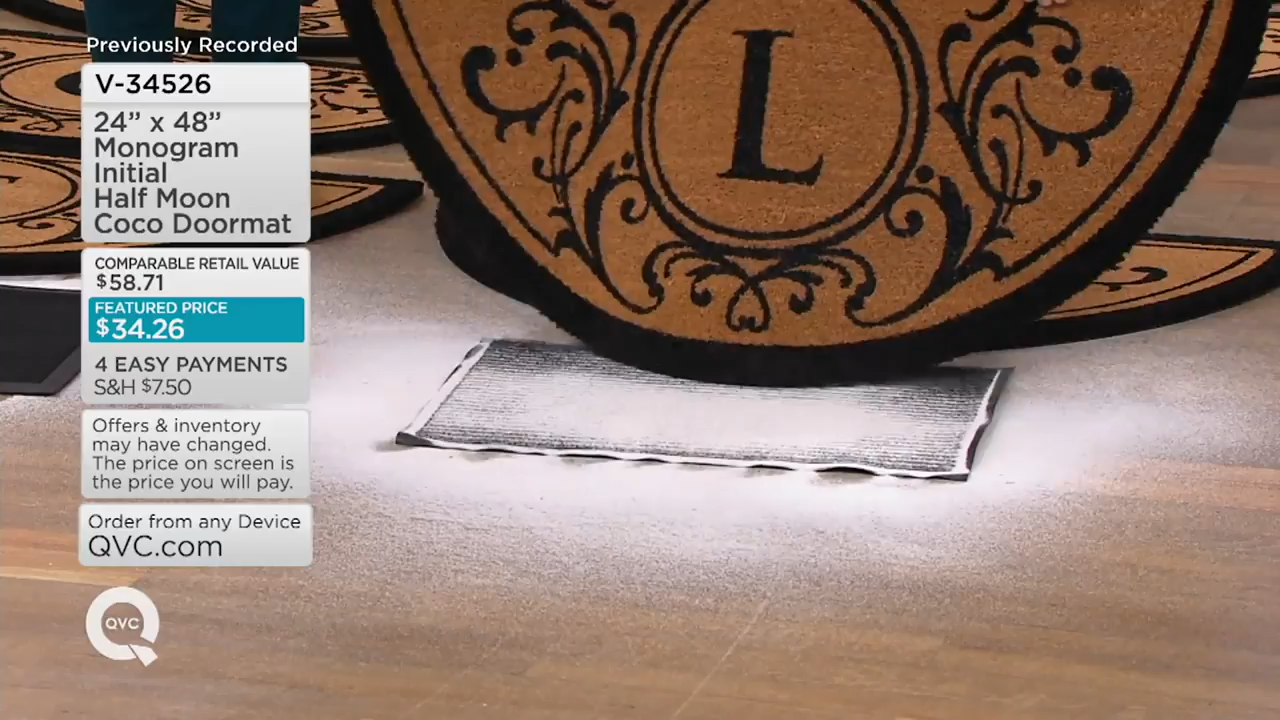 Previously Recorded
V-34526
24” x 48”
Monogram
Initial
Half Moon
Coco Doormat
COMPARABLE RETAIL VALUE
$58.71
FEATURED PRICE
$34.26
4 EASY PAYMENTS
S&H $7.50
Offers & inventory
may have changed.
The price on screen is
the price you will pay.
Order from any Device
QVC.com
QVC
L